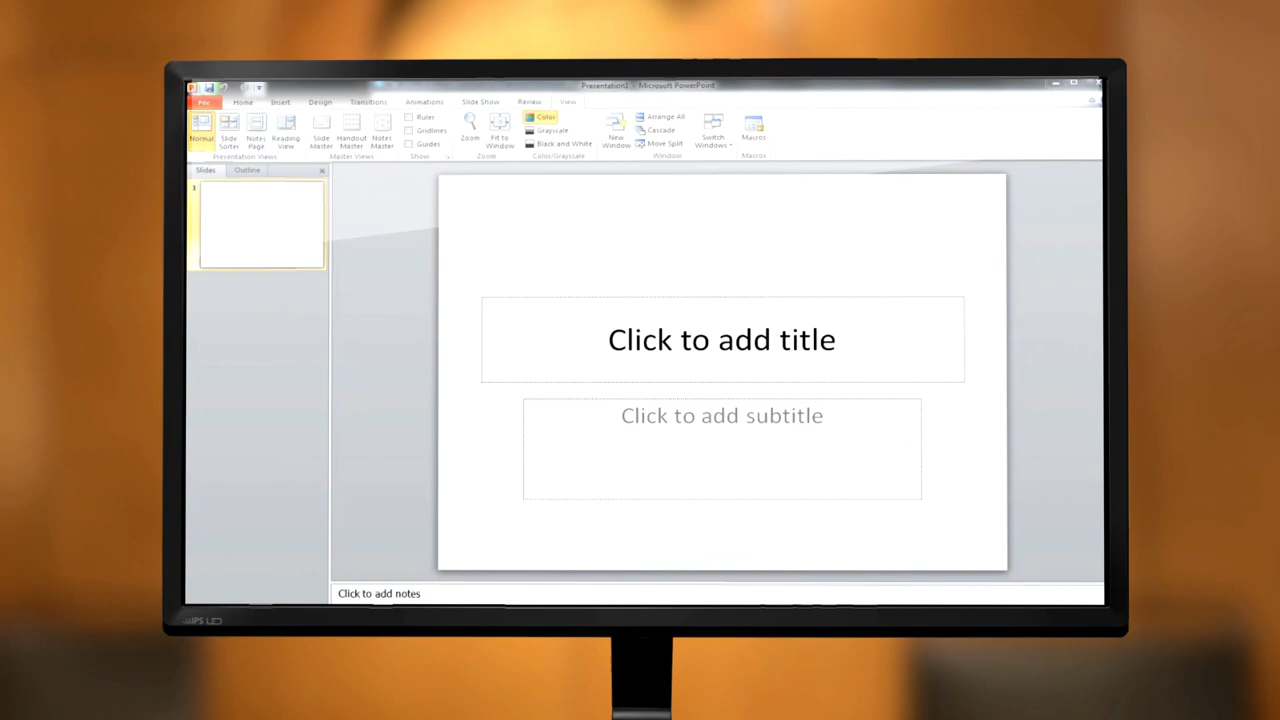 Presentation1 - Microsoft PowerPoint
File Home Insert Design Transitions Animations Slide Show Review View
Normal Slide Sorter Notes Page Reading View
Presentation Views
Slide Master Handout Master Notes Master
Master Views
Ruler
Gridlines
Guides
Show
Zoom Fit to Window
Zoom
Color
Grayscale
Black and White
Color/Grayscale
New Window
Arrange All
Cascade
Move Split
Switch Windows
Window
Macros
Macros
Slides Outline
1
Click to add title
Click to add subtitle
Click to add notes
IPS LED